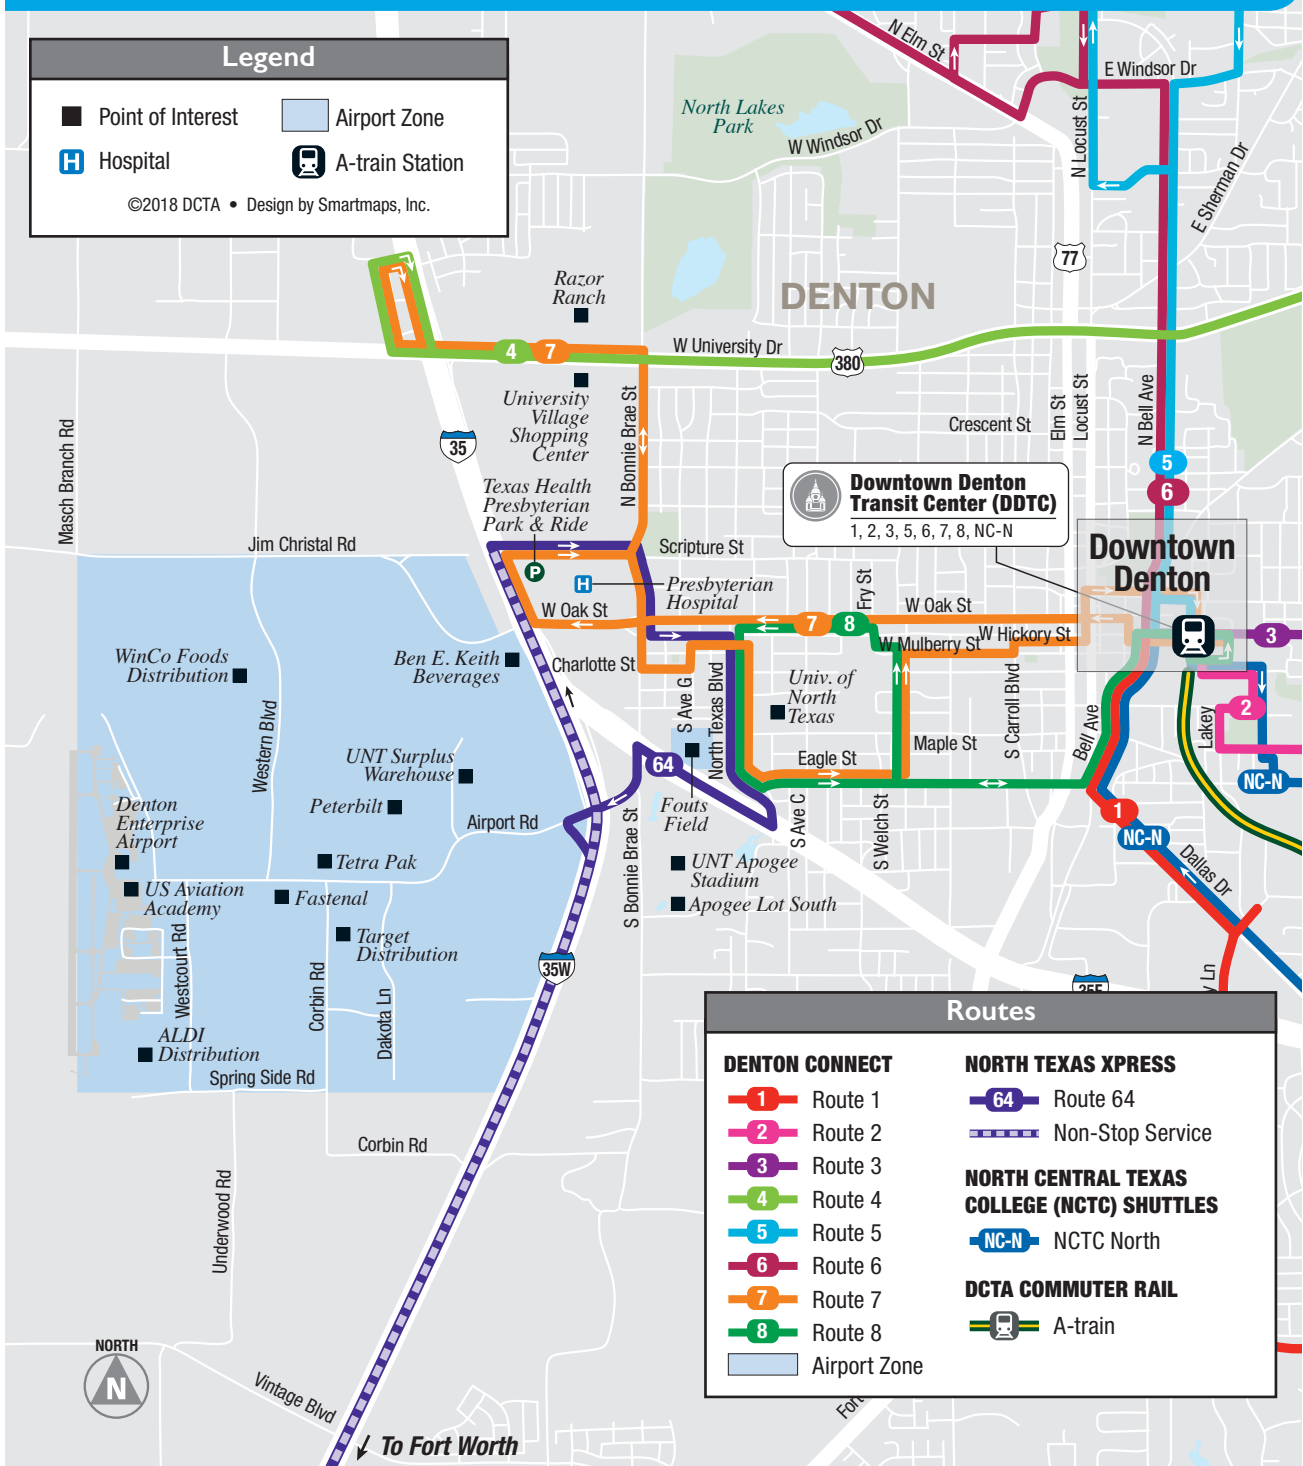 Legend
Point of Interest
Airport Zone
H
Hospital
A-train Station
©2018 DCTA • Design by Smartmaps, Inc.
N Elm St
E Windsor Dr
North Lakes
Park
W Windsor Dr
N Locust St
E Sherman Dr
77
Razor
Ranch
DENTON
4
7
W University Dr
380
University
Village
Shopping
Center
N Bonnie Brae St
Crescent St
Elm St
Locust St
N Bell Ave
35
Masch Branch Rd
5
6
Texas Health
Presbyterian
Park & Ride
Downtown Denton
Transit Center (DDTC)
1, 2, 3, 5, 6, 7, 8, NC-N
Jim Christal Rd
Scripture St
Downtown
Denton
P
H
Presbyterian
Hospital
Fry St
W Oak St
W Oak St
7
8
W Mulberry St
W Hickory St
3
WinCo Foods
Distribution
Ben E. Keith
Beverages
Charlotte St
S Ave G
North Texas Blvd
Univ. of
North
Texas
S Carroll Blvd
Bell Ave
Lakey
2
Western Blvd
UNT Surplus
Warehouse
64
Eagle St
Maple St
NC-N
Denton
Enterprise
Airport
Peterbilt
Airport Rd
Fouts
Field
S Ave C
S Welch St
1
NC-N
Dallas Dr
S Bonnie Brae St
Tetra Pak
UNT Apogee
Stadium
US Aviation
Academy
Fastenal
Apogee Lot South
Target
Distribution
Westcourt Rd
Corbin Rd
Dakota Ln
35W
35E
y Ln
ALDI
Distribution
Spring Side Rd
Corbin Rd
Underwood Rd
Routes
DENTON CONNECT
1 Route 1
2 Route 2
3 Route 3
4 Route 4
5 Route 5
6 Route 6
7 Route 7
8 Route 8
Airport Zone
NORTH TEXAS XPRESS
64 Route 64
Non-Stop Service
NORTH CENTRAL TEXAS
COLLEGE (NCTC) SHUTTLES
NC-N NCTC North
DCTA COMMUTER RAIL
A-train
NORTH
N
Vintage Blvd
Fort
To Fort Worth